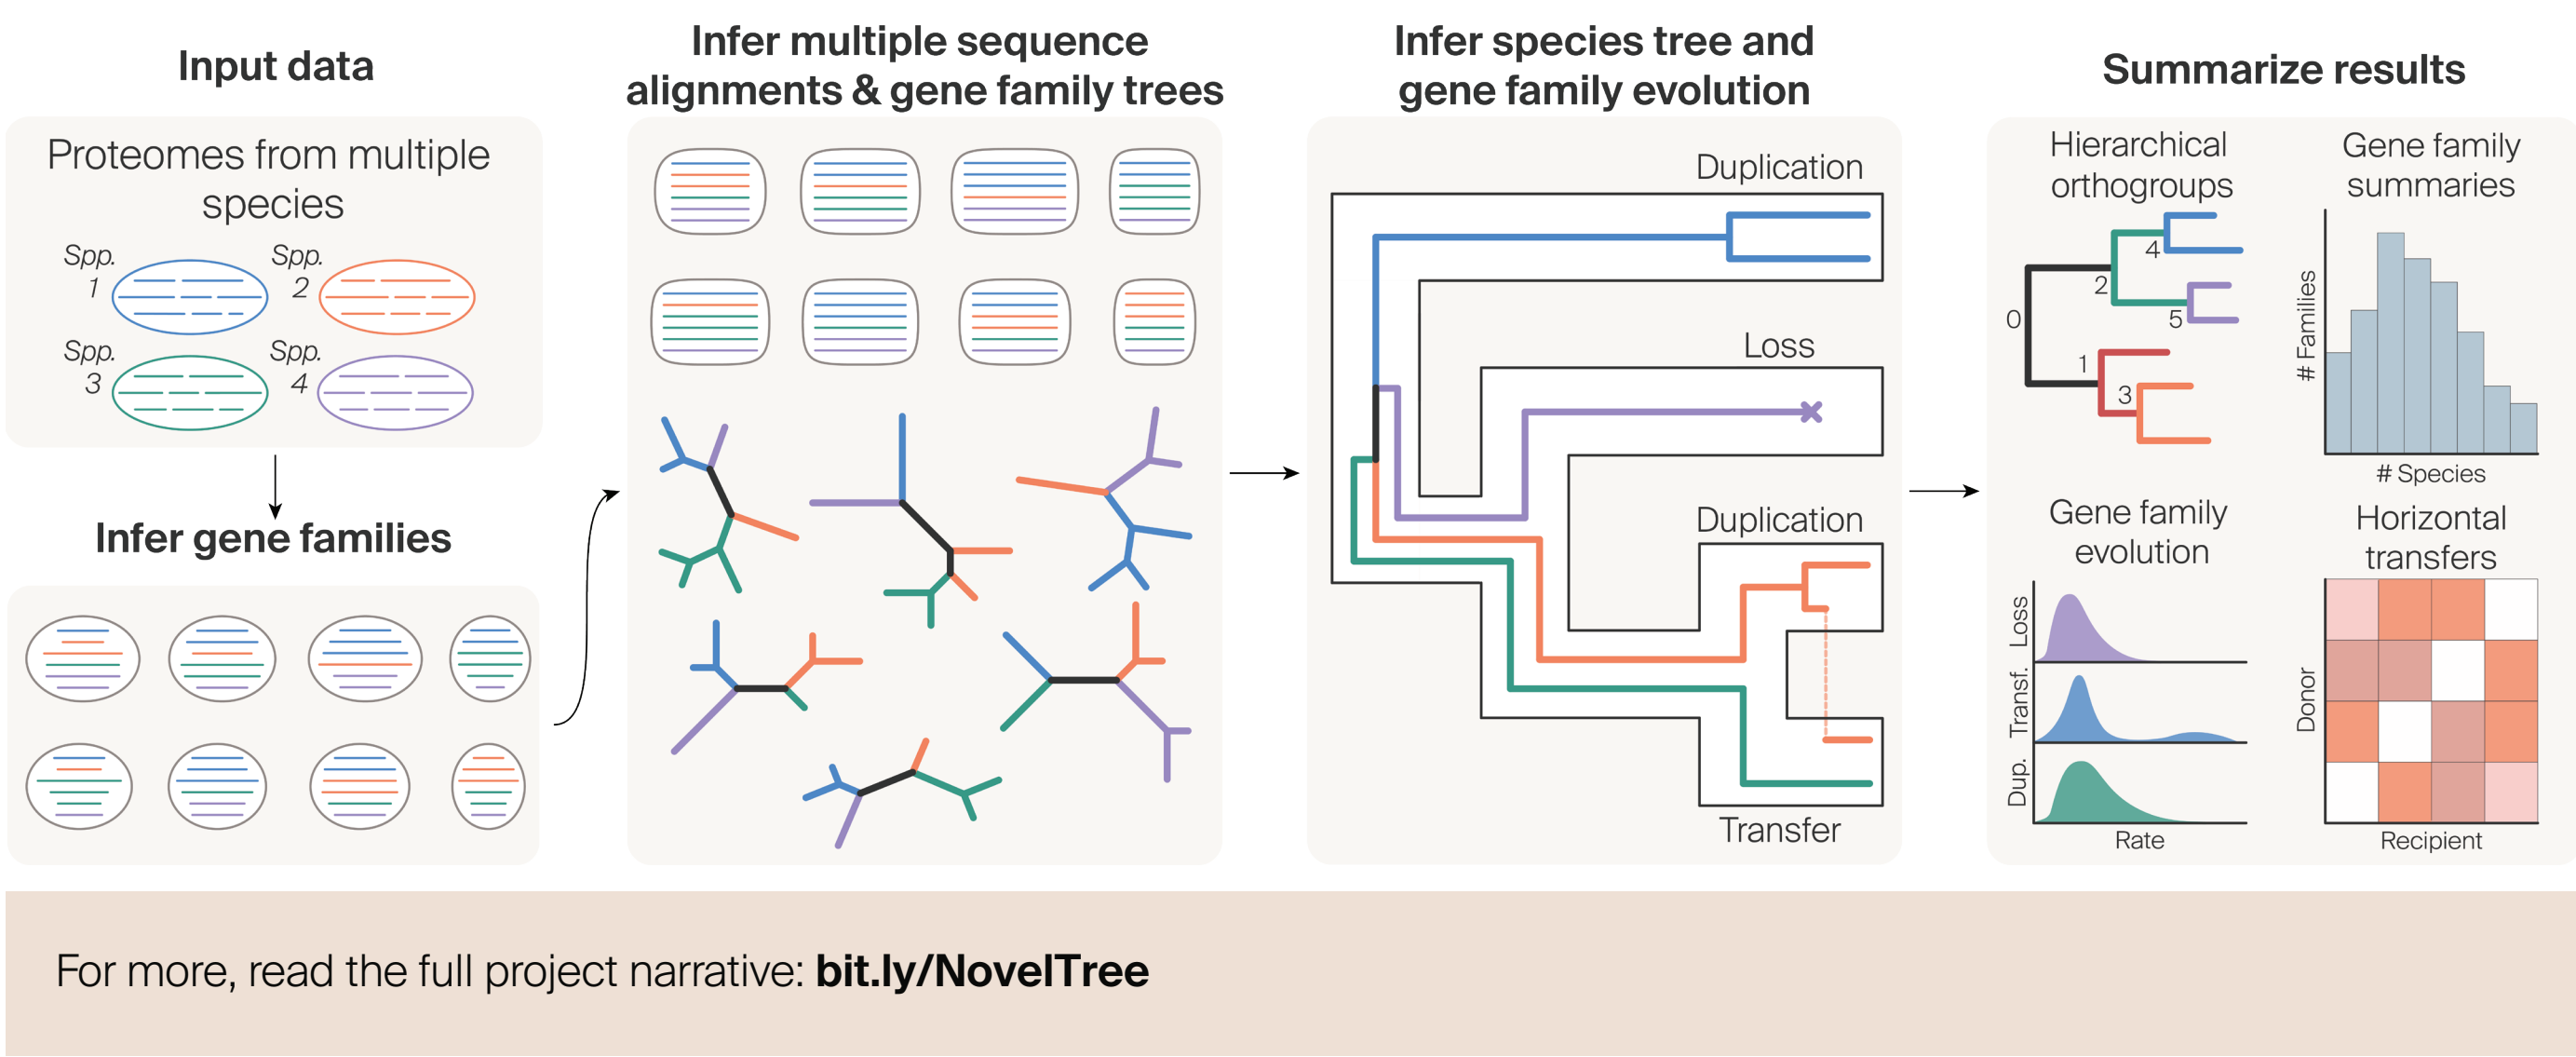 Input data
Proteomes from multiple
species
Spp.
1
Spp.
2
Spp.
3
Spp.
4
Infer gene families
Infer multiple sequence
alignments & gene family trees
Infer species tree and
gene family evolution
Duplication
Loss
Duplication
Transfer
Summarize results
Hierarchical
orthogroups
0
2
4
5
1
3
Gene family
summaries
# Families
# Species
Gene family
evolution
Loss
Transf.
Dup.
Rate
Horizontal
transfers
Donor
Recipient
For more, read the full project narrative: bit.ly/NovelTree